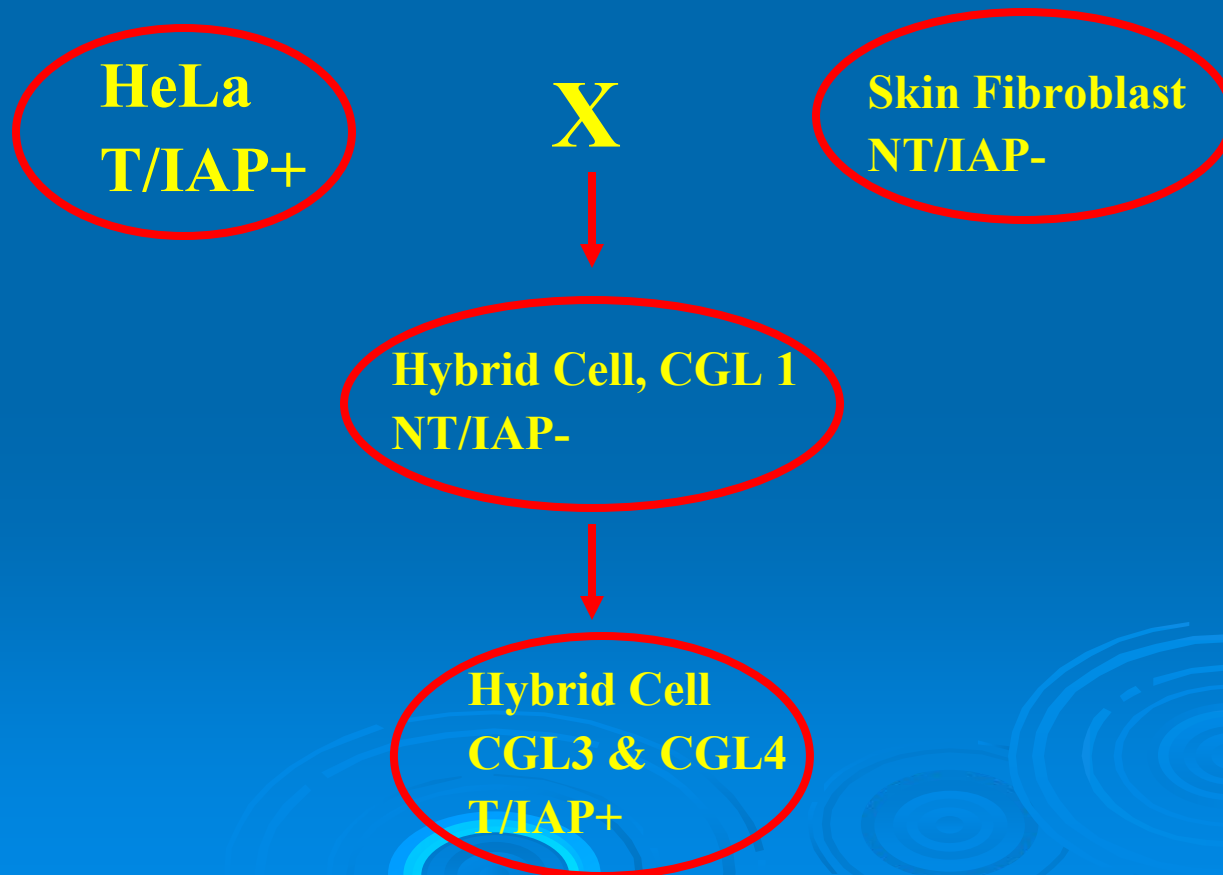 HeLa
T/IAP+
X
Skin Fibroblast
NT/IAP-
Hybrid Cell, CGL 1
NT/IAP-
Hybrid Cell
CGL3 & CGL4
T/IAP+